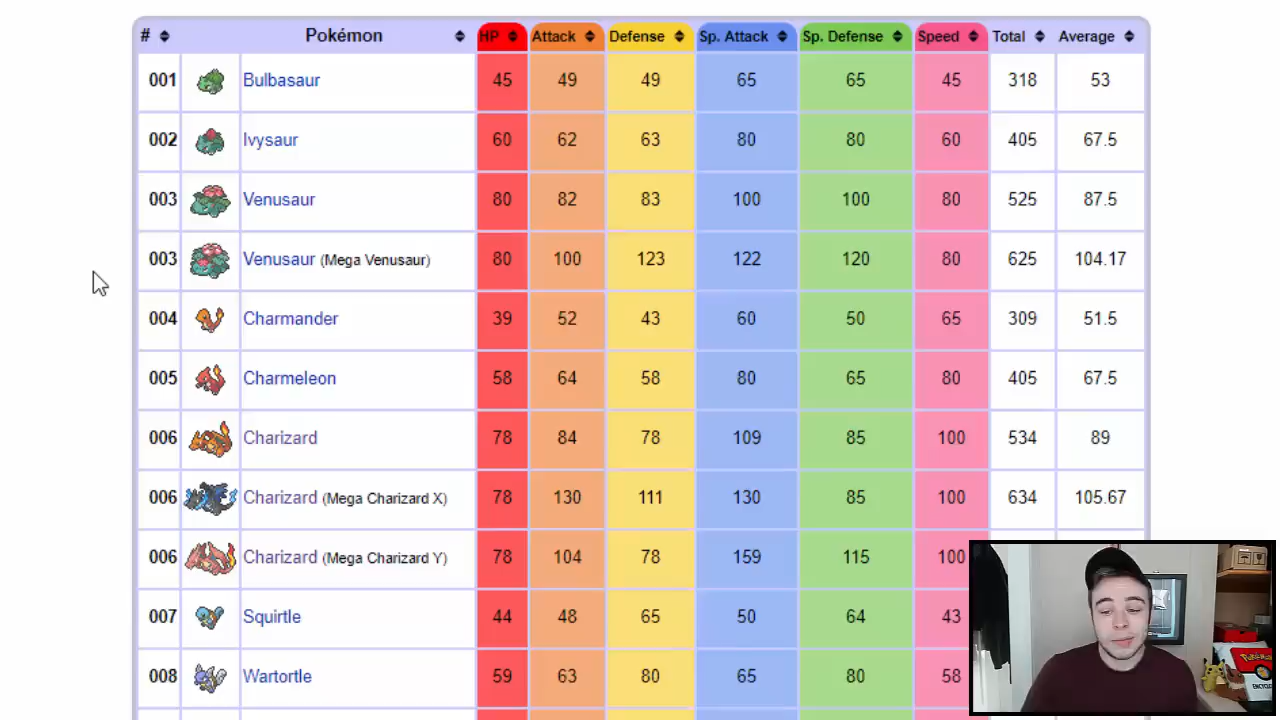 # Pokémon HP Attack Defense Sp. Attack Sp. Defense Speed Total Average
001 Bulbasaur 45 49 49 65 65 45 318 53
002 Ivysaur 60 62 63 80 80 60 405 67.5
003 Venusaur 80 82 83 100 100 80 525 87.5
003 Venusaur (Mega Venusaur) 80 100 123 122 120 80 625 104.17
004 Charmander 39 52 43 60 50 65 309 51.5
005 Charmeleon 58 64 58 80 65 80 405 67.5
006 Charizard 78 84 78 109 85 100 534 89
006 Charizard (Mega Charizard X) 78 130 111 130 85 100 634 105.67
006 Charizard (Mega Charizard Y) 78 104 78 159 115 100
007 Squirtle 44 48 65 50 64 43
008 Wartortle 59 63 80 65 80 58
POKÉMON